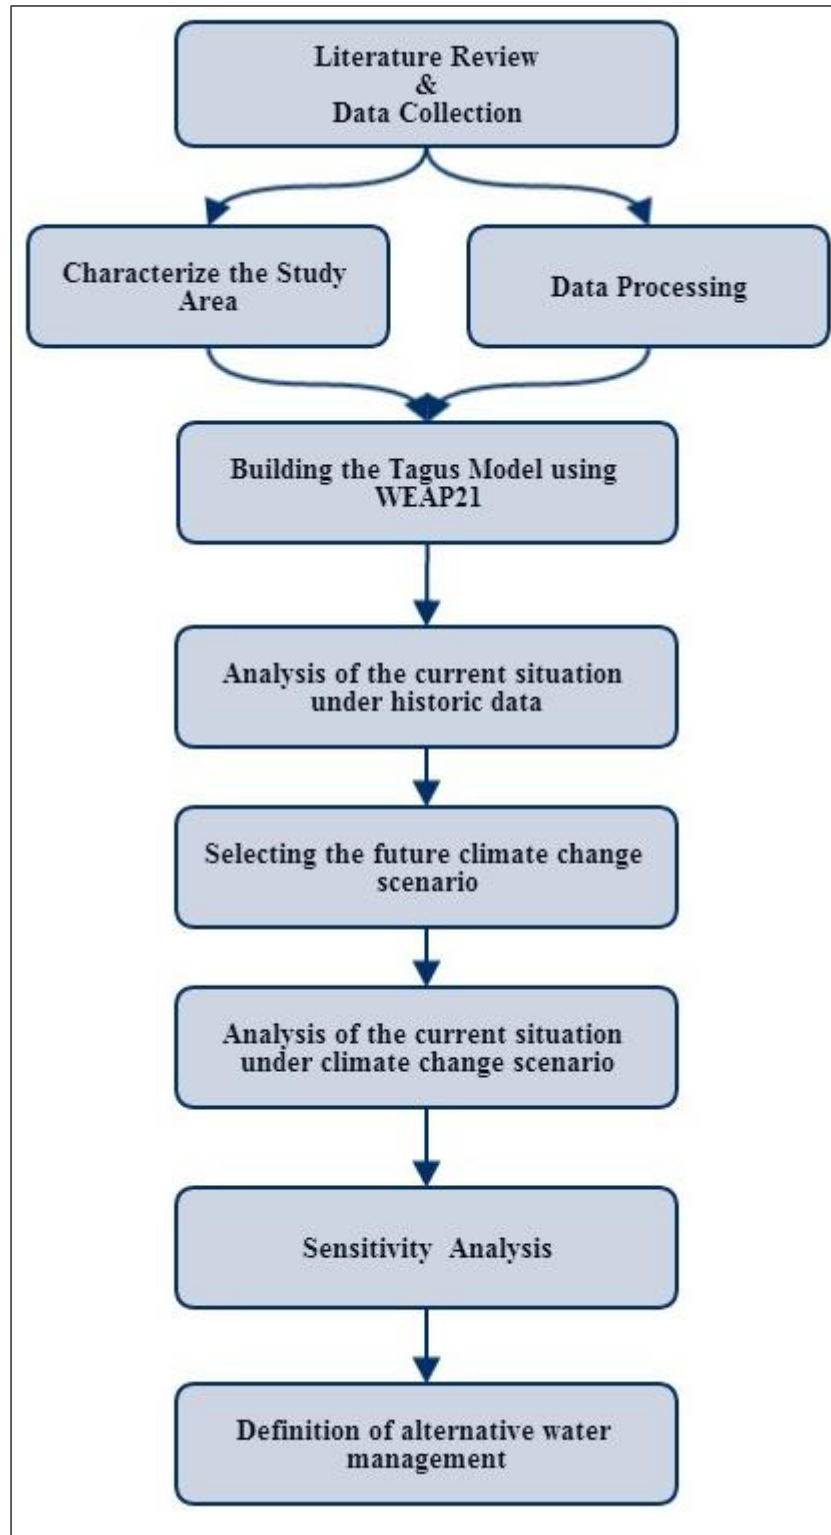 Literature Review
&
Data Collection
Characterize the Study
Area
Data Processing
Building the Tagus Model using
WEAP21
Analysis of the current situation
under historic data
Selecting the future climate change
scenario
Analysis of the current situation
under climate change scenario
Sensitivity Analysis
Definition of alternative water
management